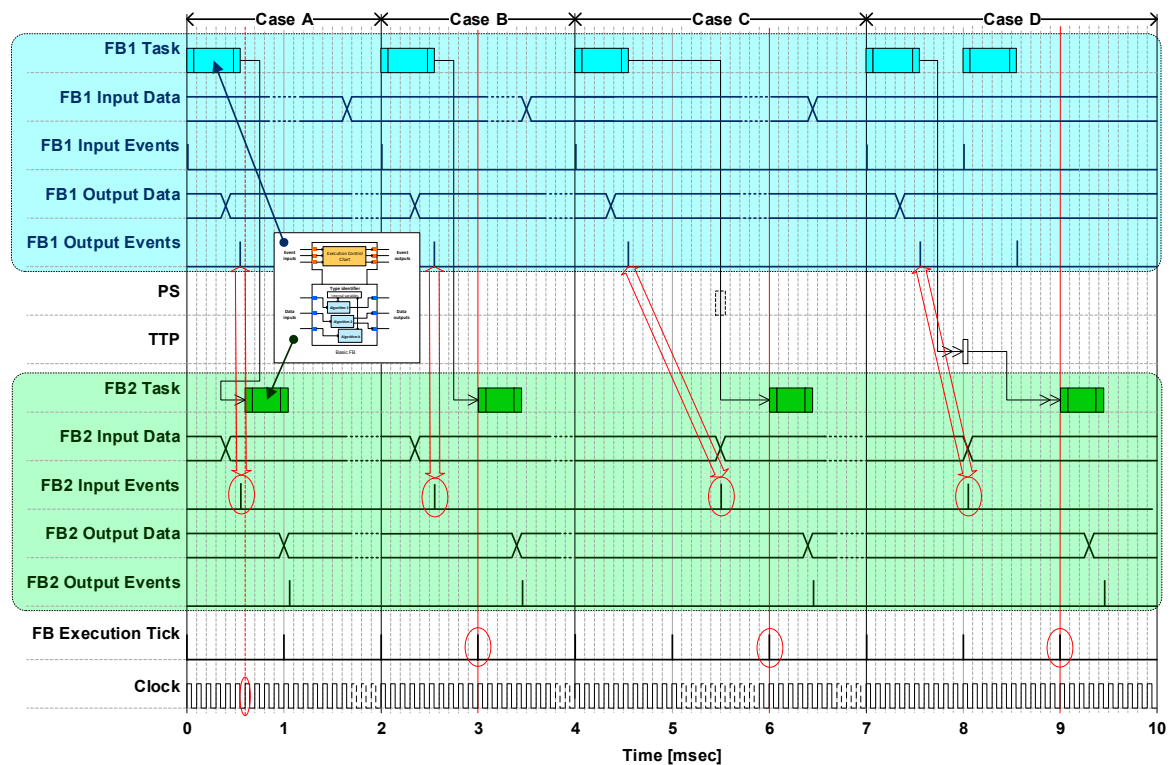 Case A
Case B
Case C
Case D
FB1 Task
FB1 Input Data
FB1 Input Events
FB1 Output Data
FB1 Output Events
Event
inputs
Execution Control
Chart
Event
outputs
Type identifier
Data
inputs
Algorithm 1
Algorithm 2
Data
outputs
Basic FB
PS
TTP
FB2 Task
FB2 Input Data
FB2 Input Events
FB2 Output Data
FB2 Output Events
FB Execution Tick
Clock
0 1 2 3 4 5 6 7 8 9 10
Time [msec]